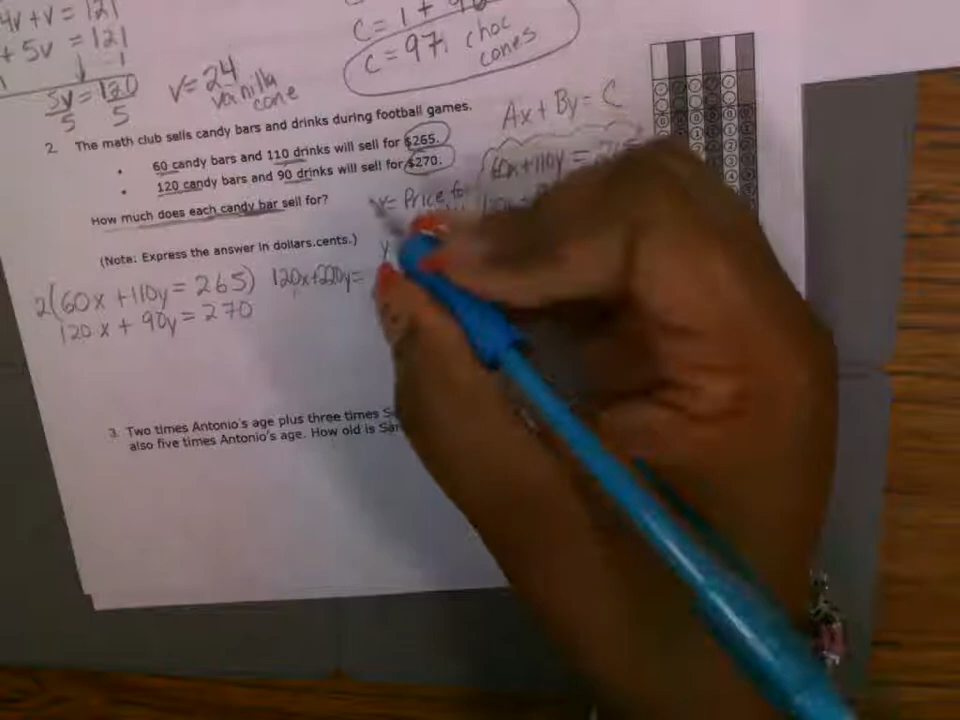 4v + v = 121
+ 5v = 121
5v = 120
5 5
v = 24
vanilla
cone
c = 1 +
c = 97 choc
cones
2. The math club sells candy bars and drinks during football games.
• 60 candy bars and 110 drinks will sell for $265.
• 120 candy bars and 90 drinks will sell for $270.
How much does each candy bar sell for?
(Note: Express the answer in dollars.cents.)
Ax + By = C
60x + 110y =
x = Price
2(60x + 110y = 265) 120x + 220y =
120x + 90y = 270
3. Two times Antonio's age plus three times
also five times Antonio's age. How old is